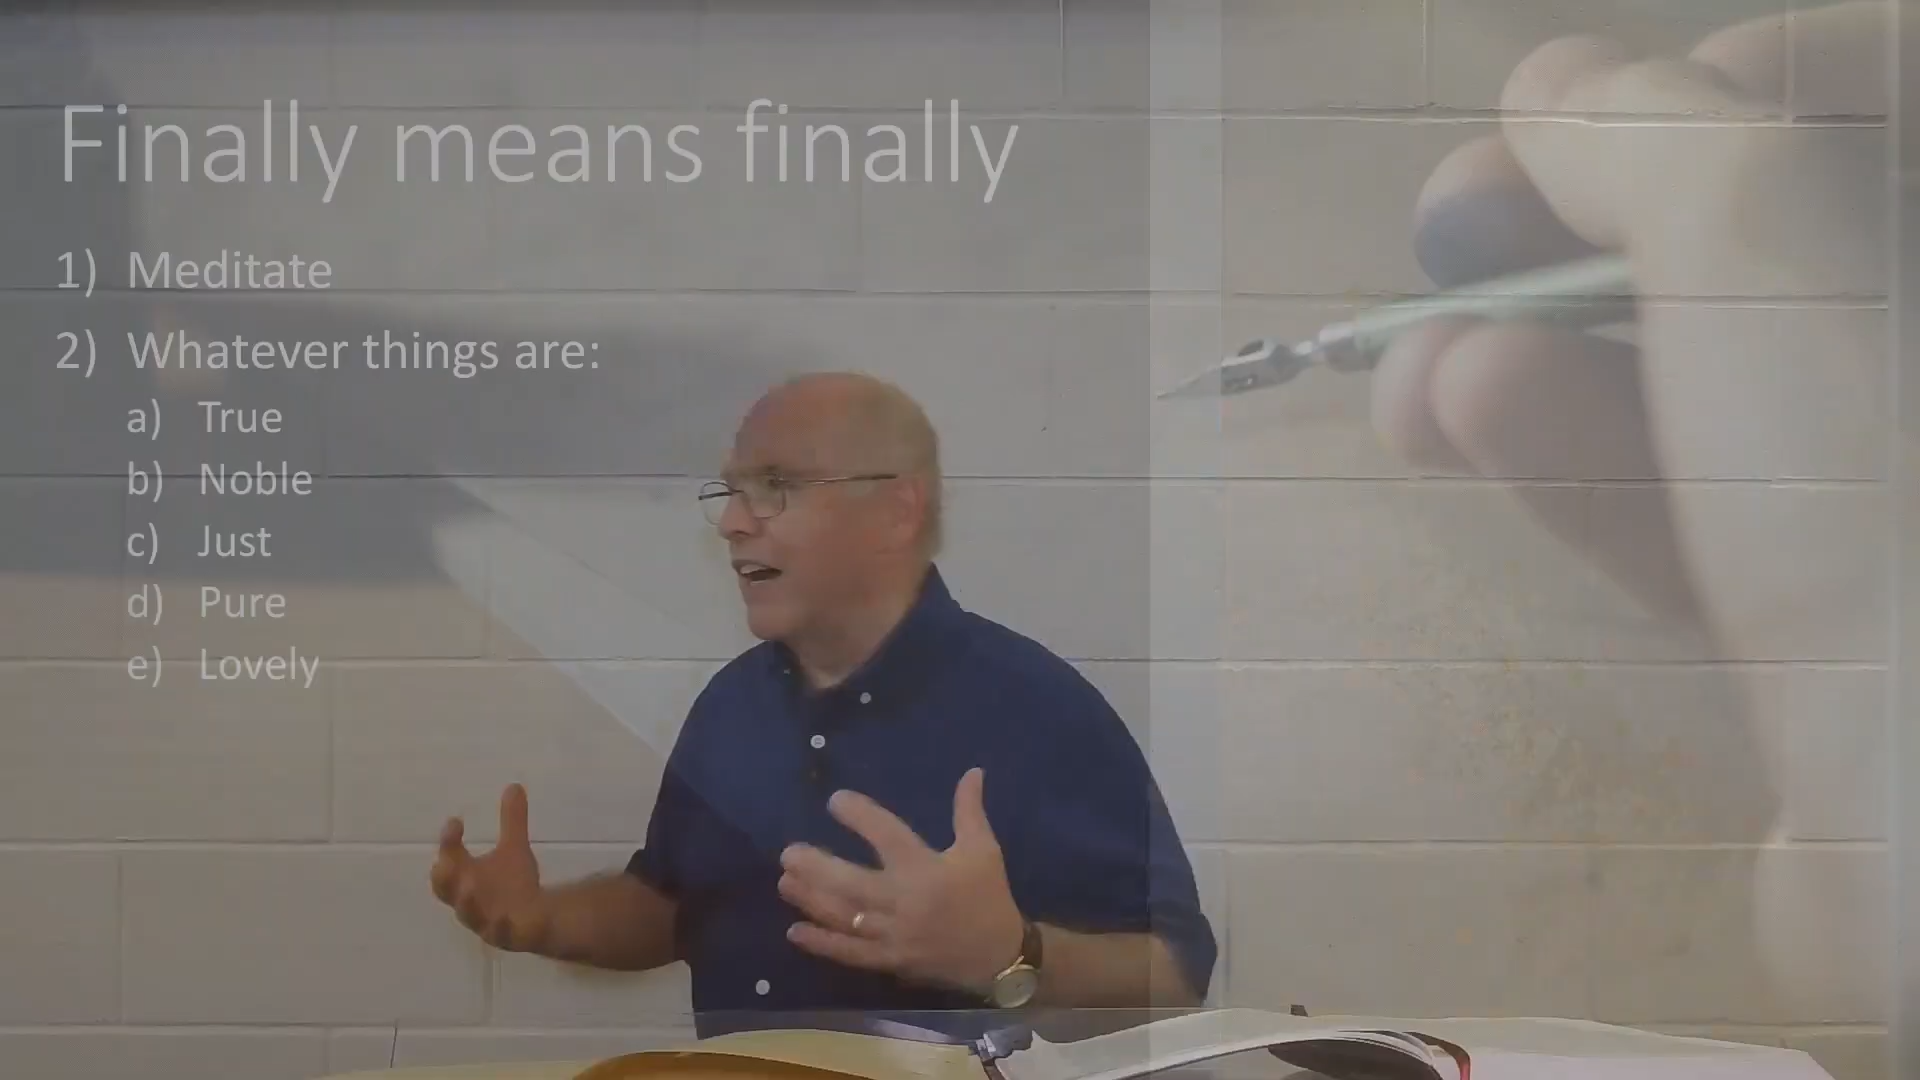 Finally means finally
1) Meditate
2) Whatever things are:
a) True
b) Noble
c) Just
d) Pure
e) Lovely